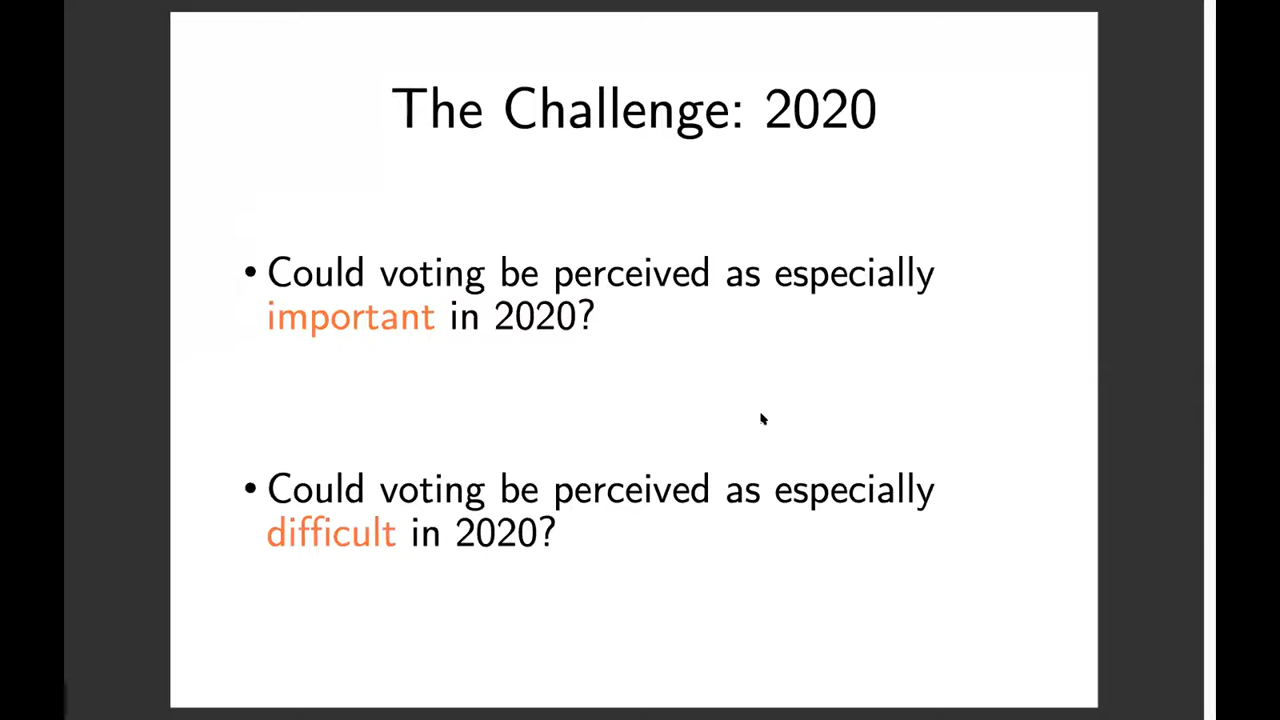 The Challenge: 2020
• Could voting be perceived as especially
important in 2020?
• Could voting be perceived as especially
difficult in 2020?